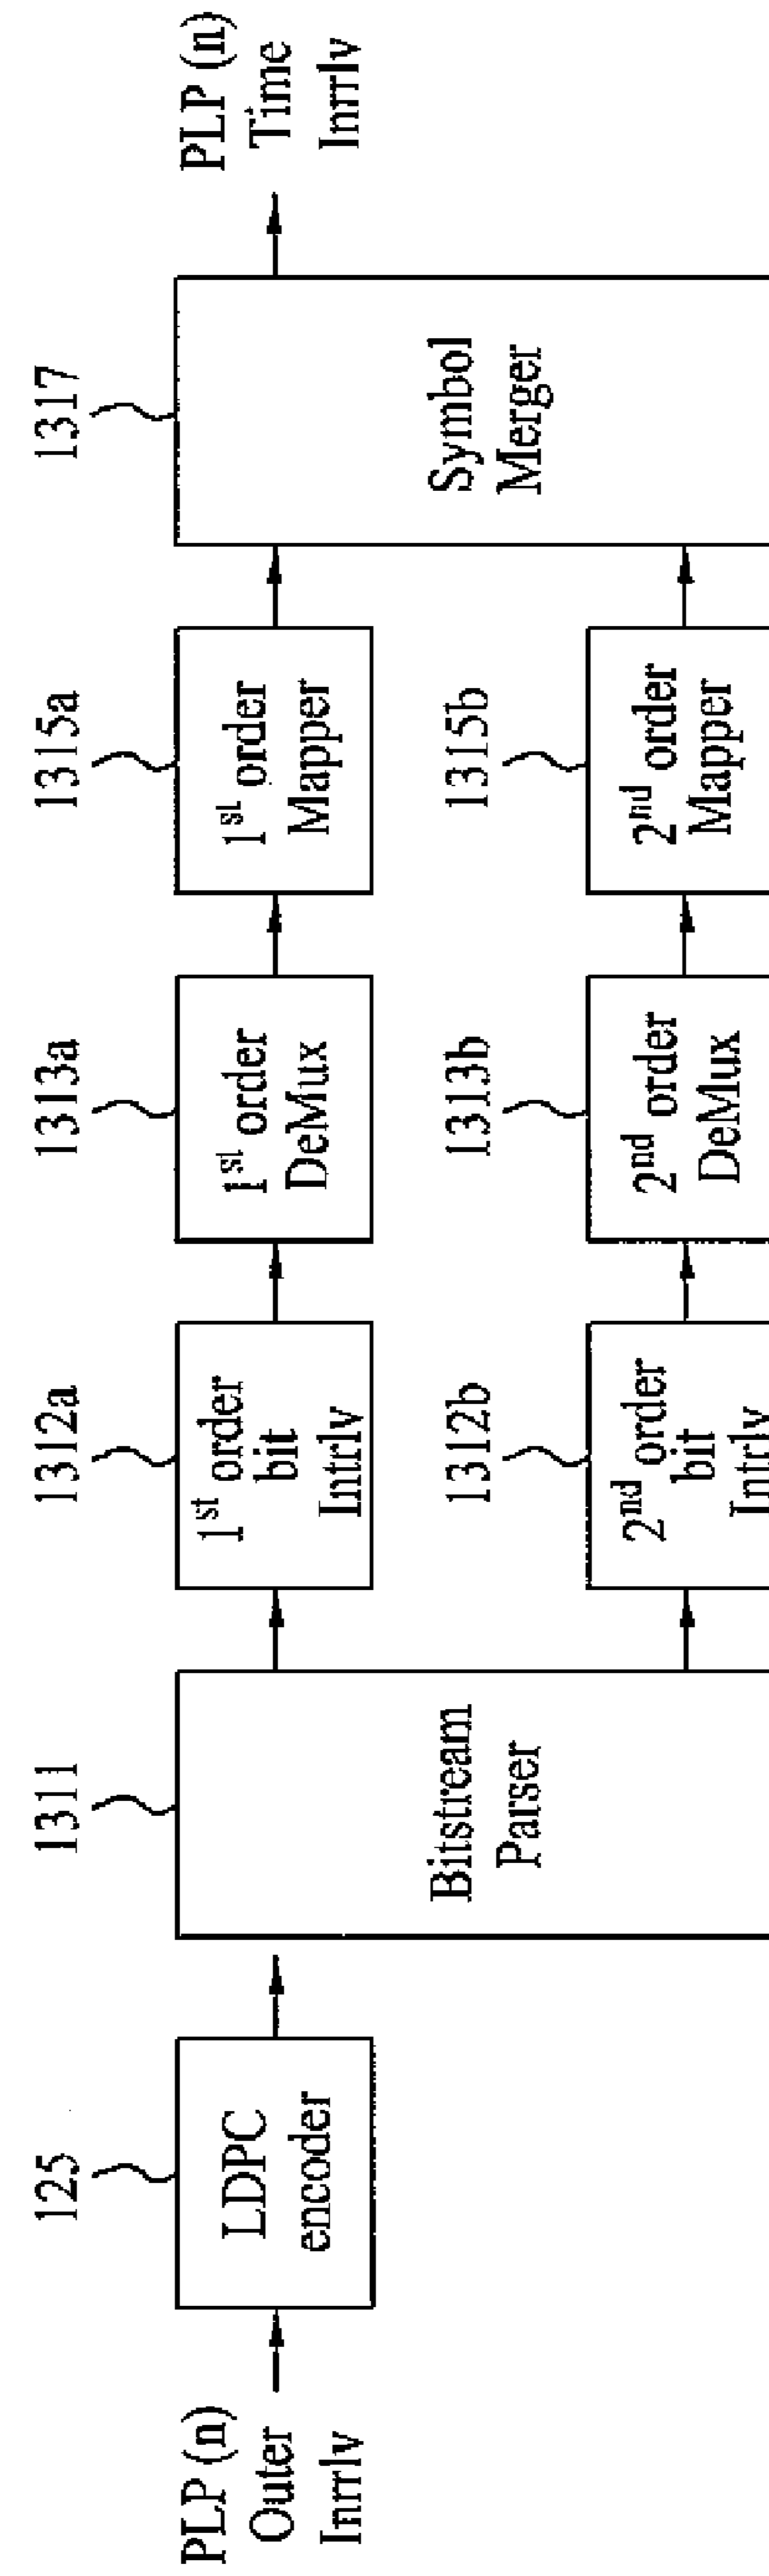 PLP (n)
Outer
Inrrlv
125
LDPC
encoder
1311
Bitstream
Parser
1312a
1st order
bit
Intrlv
1313a
1st order
DeMux
1315a
1st order
Mapper
1312b
2nd order
bit
Intrlv
1313b
2nd order
DeMux
1315b
2nd order
Mapper
1317
Symbol
Merger
PLP (n)
Time
Inrrlv